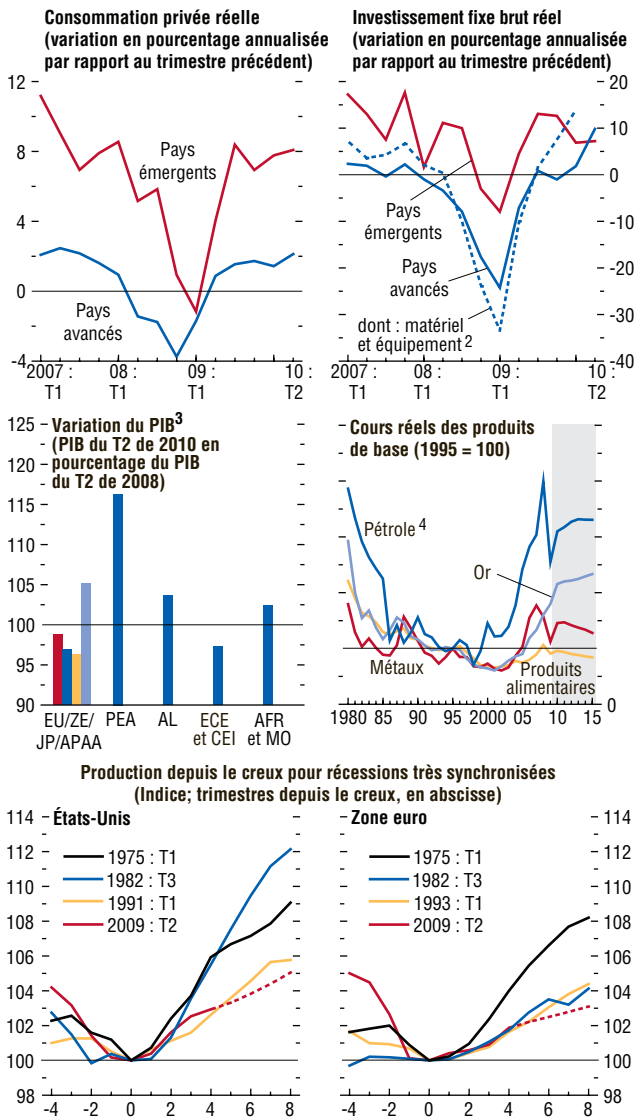 Consommation privée réelle
(variation en pourcentage annualisée
par rapport au trimestre précédent)
12
8
4
0
-4
Pays
émergents
Pays
avancés
2007 :
T1
08 :
T1
09 :
T1
10 :
T2
Investissement fixe brut réel
(variation en pourcentage annualisée
par rapport au trimestre précédent)
20
10
0
-10
-20
-30
-40
Pays
émergents
Pays
avancés
dont : matériel
et équipement2
2007 :
T1
08 :
T1
09 :
T1
10 :
T2
Variation du PIB3
(PIB du T2 de 2010 en
pourcentage du PIB
du T2 de 2008)
125
120
115
110
105
100
95
90
EU/ZE/
JP/APAA
PEA
AL
ECE
et CEI
AFR
et MO
Cours réels des produits
de base (1995 = 100)
Pétrole4
Or
Métaux
Produits
alimentaires
0
1980
85
90
95
2000
05
10
15
Production depuis le creux pour récessions très synchronisées
(Indice; trimestres depuis le creux, en abscisse)
États-Unis
114
112
110
108
106
104
102
100
98
1975 : T1
1982 : T3
1991 : T1
2009 : T2
-4
-2
0
2
4
6
8
Zone euro
114
112
110
108
106
104
102
100
98
1975 : T1
1982 : T3
1993 : T1
2009 : T2
-4
-2
0
2
4
6
8